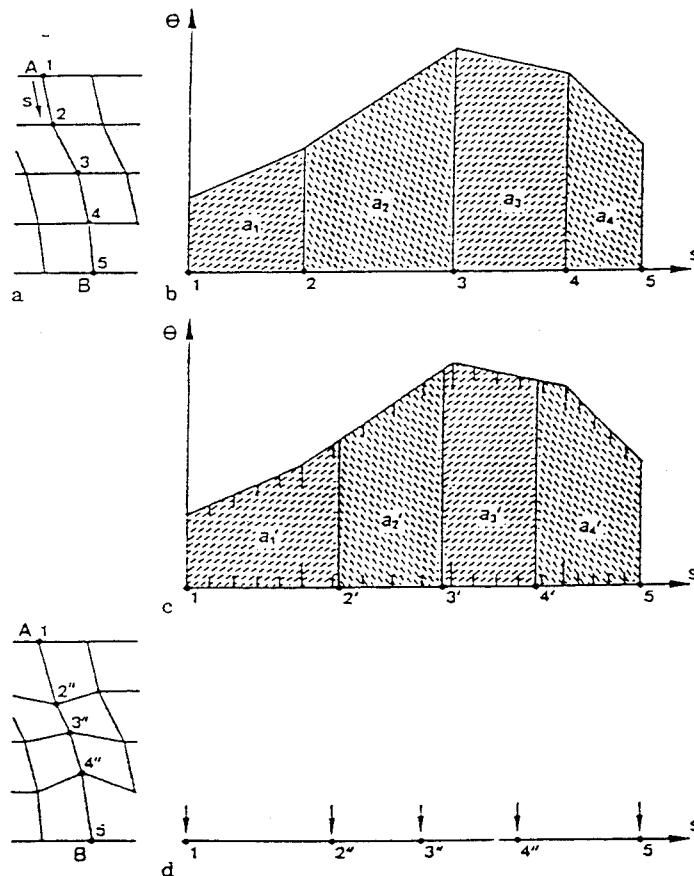 A 1
s
2
3
4
5
B
a
Θ
a₁
a₂
a₃
a₄
1 2 3 4 5
s
b
Θ
a₁'
a₂'
a₃'
a₄'
1 2' 3' 4' 5
s
c
A 1
2"
3"
4"
5
B
s
1 2" 3" 4" 5
d